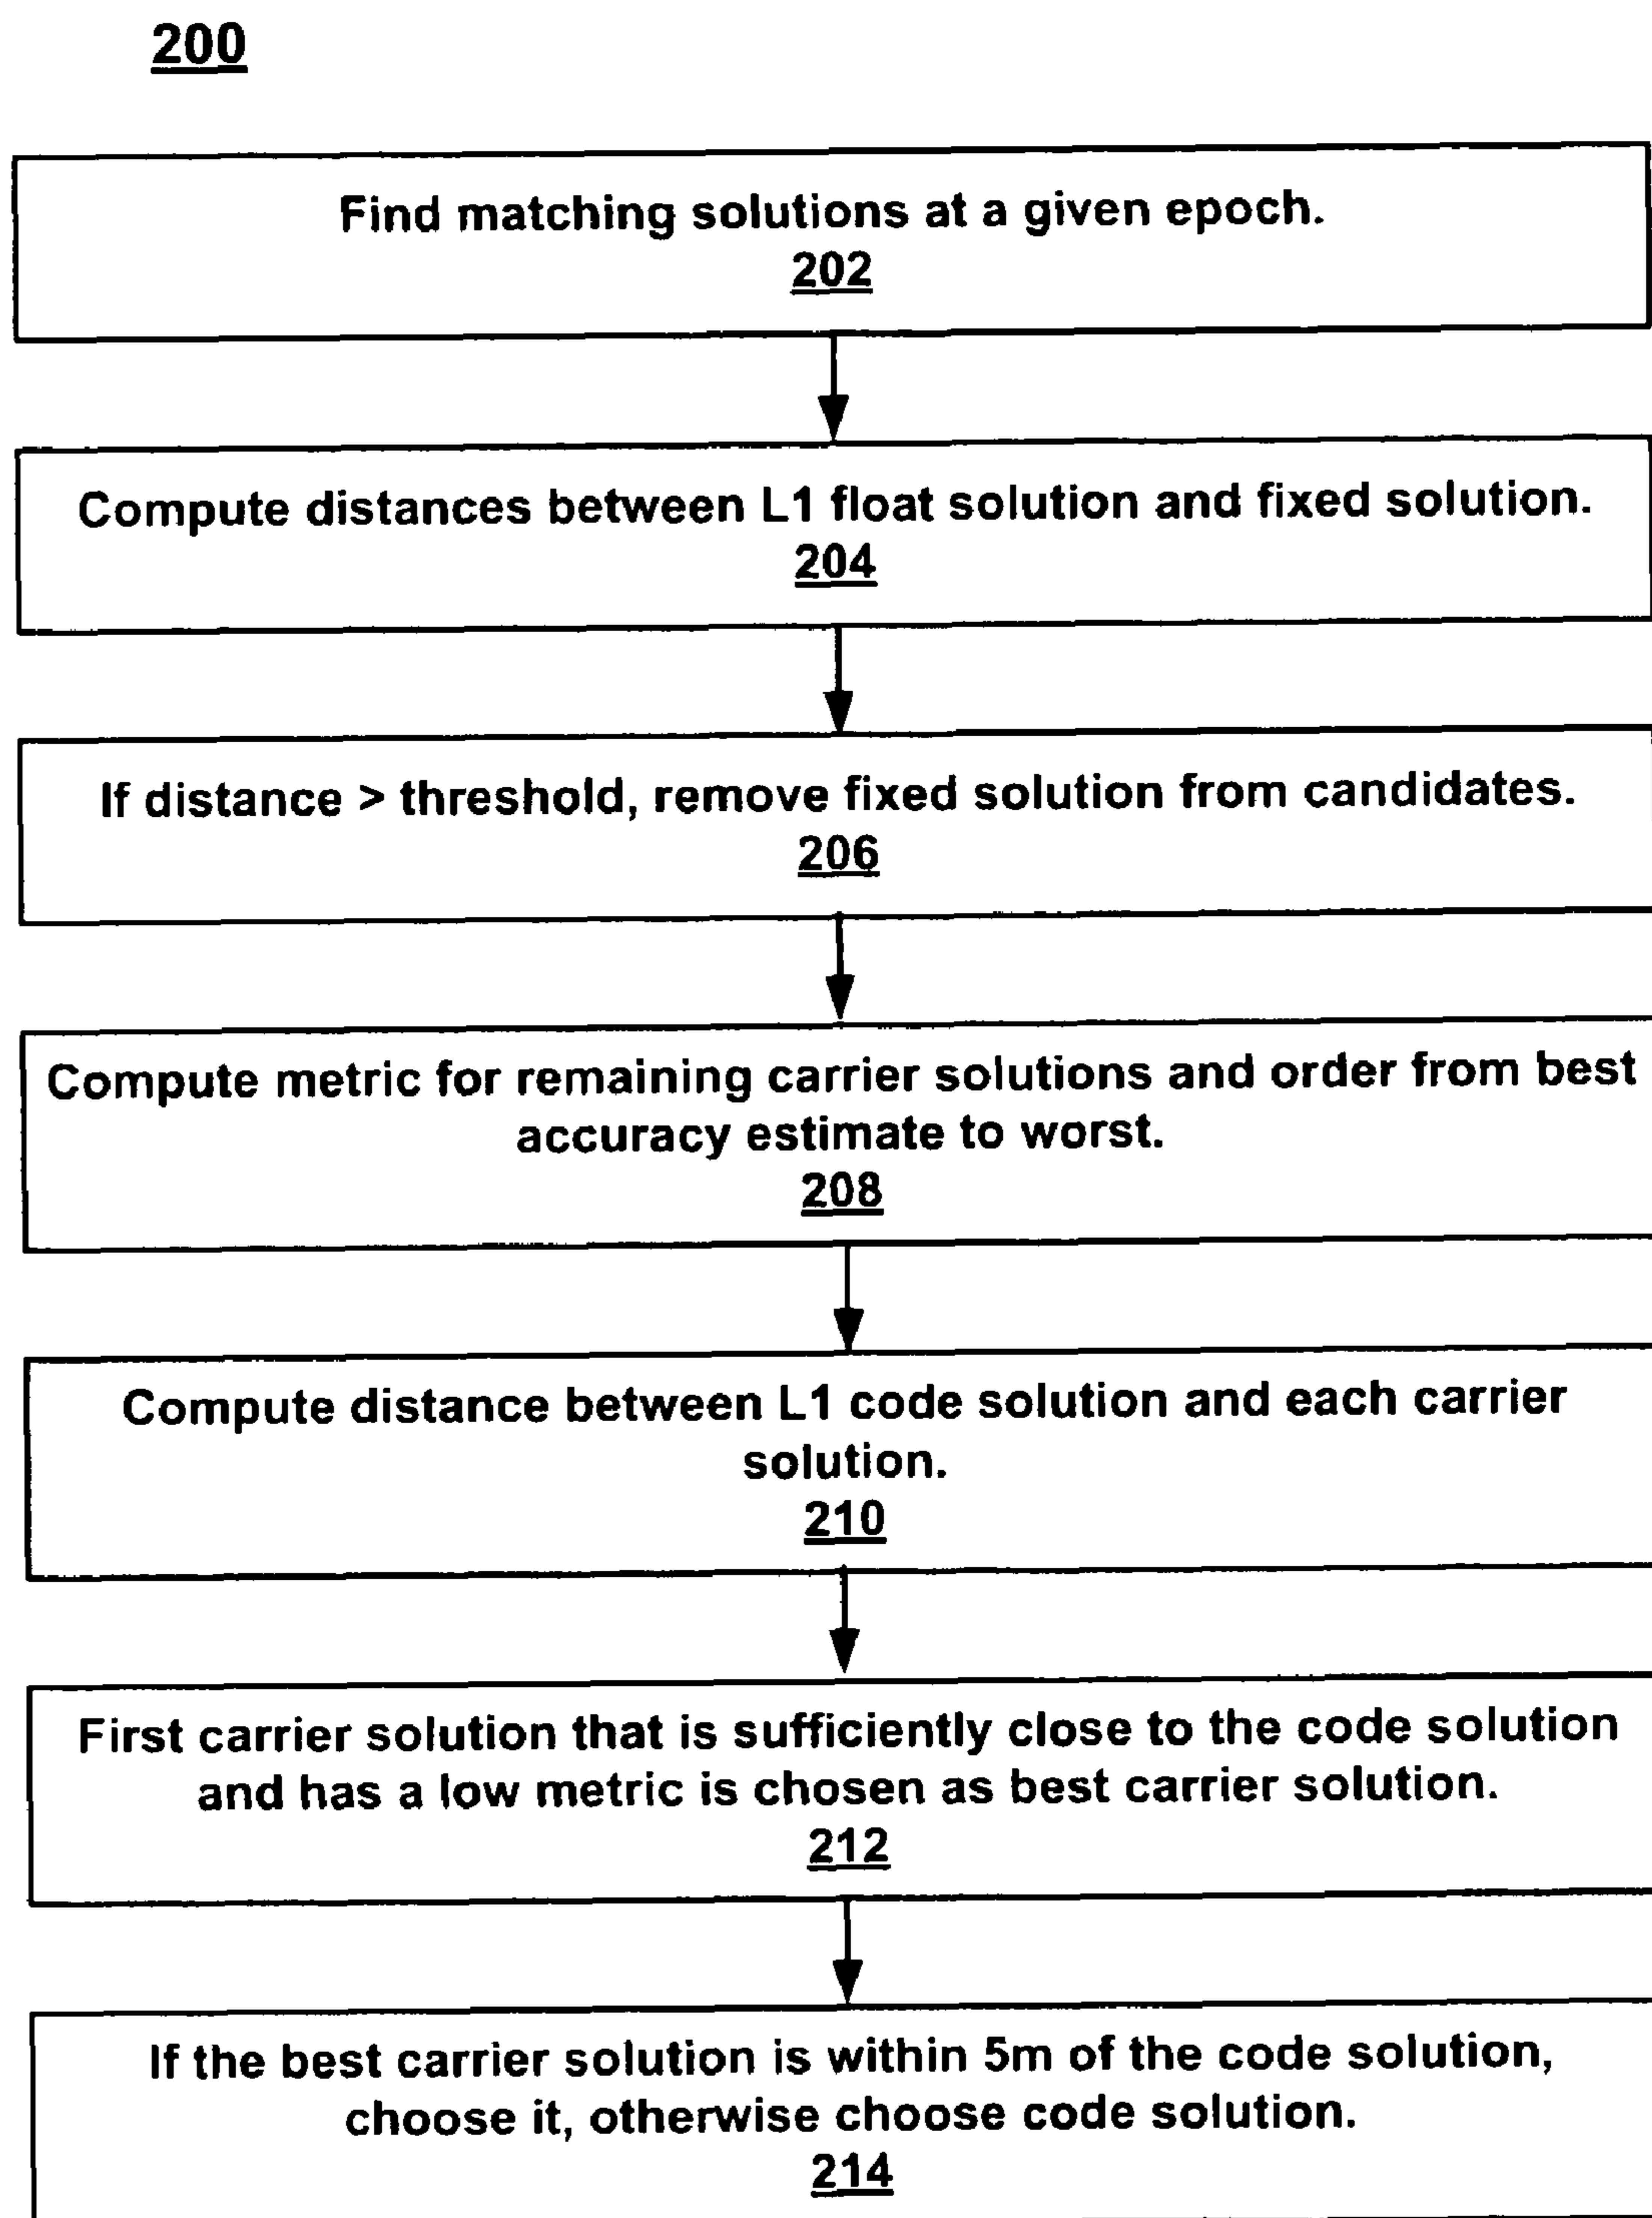 200
Find matching solutions at a given epoch.
202
Compute distances between L1 float solution and fixed solution.
204
If distance > threshold, remove fixed solution from candidates.
206
Compute metric for remaining carrier solutions and order from best
accuracy estimate to worst.
208
Compute distance between L1 code solution and each carrier
solution.
210
First carrier solution that is sufficiently close to the code solution
and has a low metric is chosen as best carrier solution.
212
If the best carrier solution is within 5m of the code solution,
choose it, otherwise choose code solution.
214